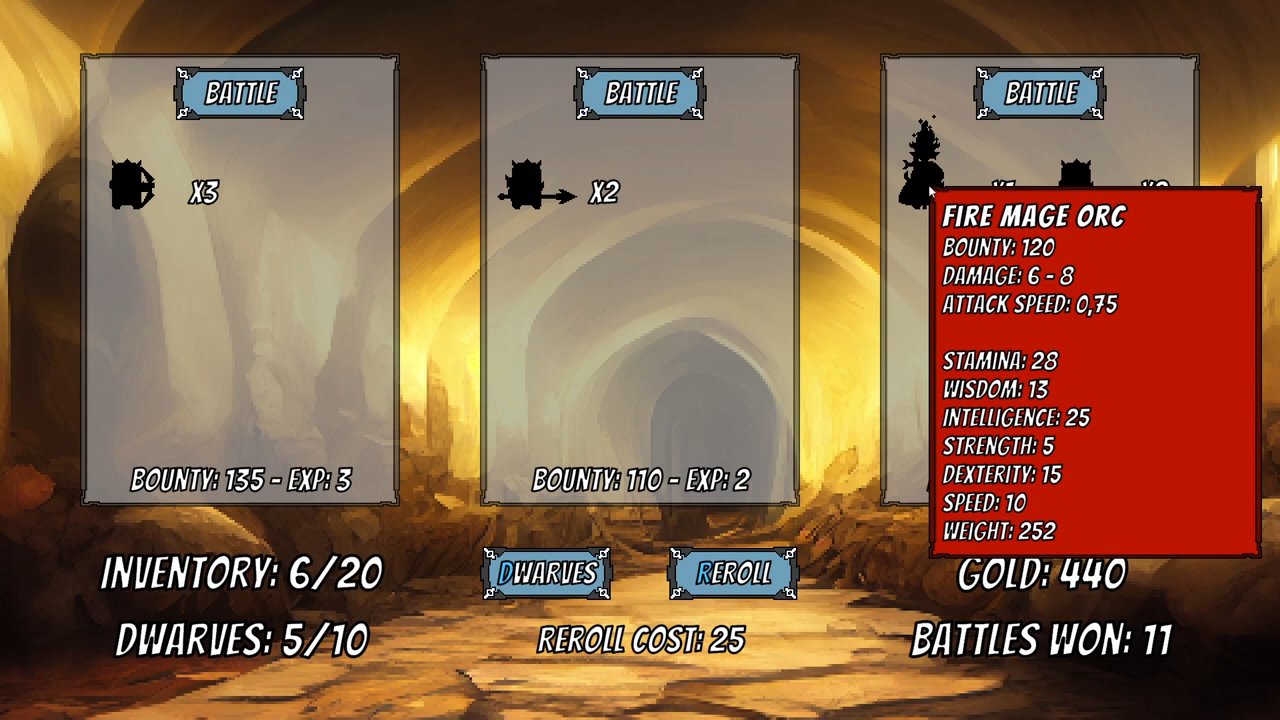 BATTLE
BATTLE
BATTLE
X3
X2
FIRE MAGE ORC
BOUNTY: 120
DAMAGE: 6 - 8
ATTACK SPEED: 0,75
STAMINA: 28
WISDOM: 13
INTELLIGENCE: 25
STRENGTH: 5
DEXTERITY: 15
SPEED: 10
WEIGHT: 252
BOUNTY: 135 - EXP: 3
BOUNTY: 110 - EXP: 2
INVENTORY: 6/20
DWARVES
REROLL
GOLD: 440
DWARVES: 5/10
REROLL COST: 25
BATTLES WON: 11